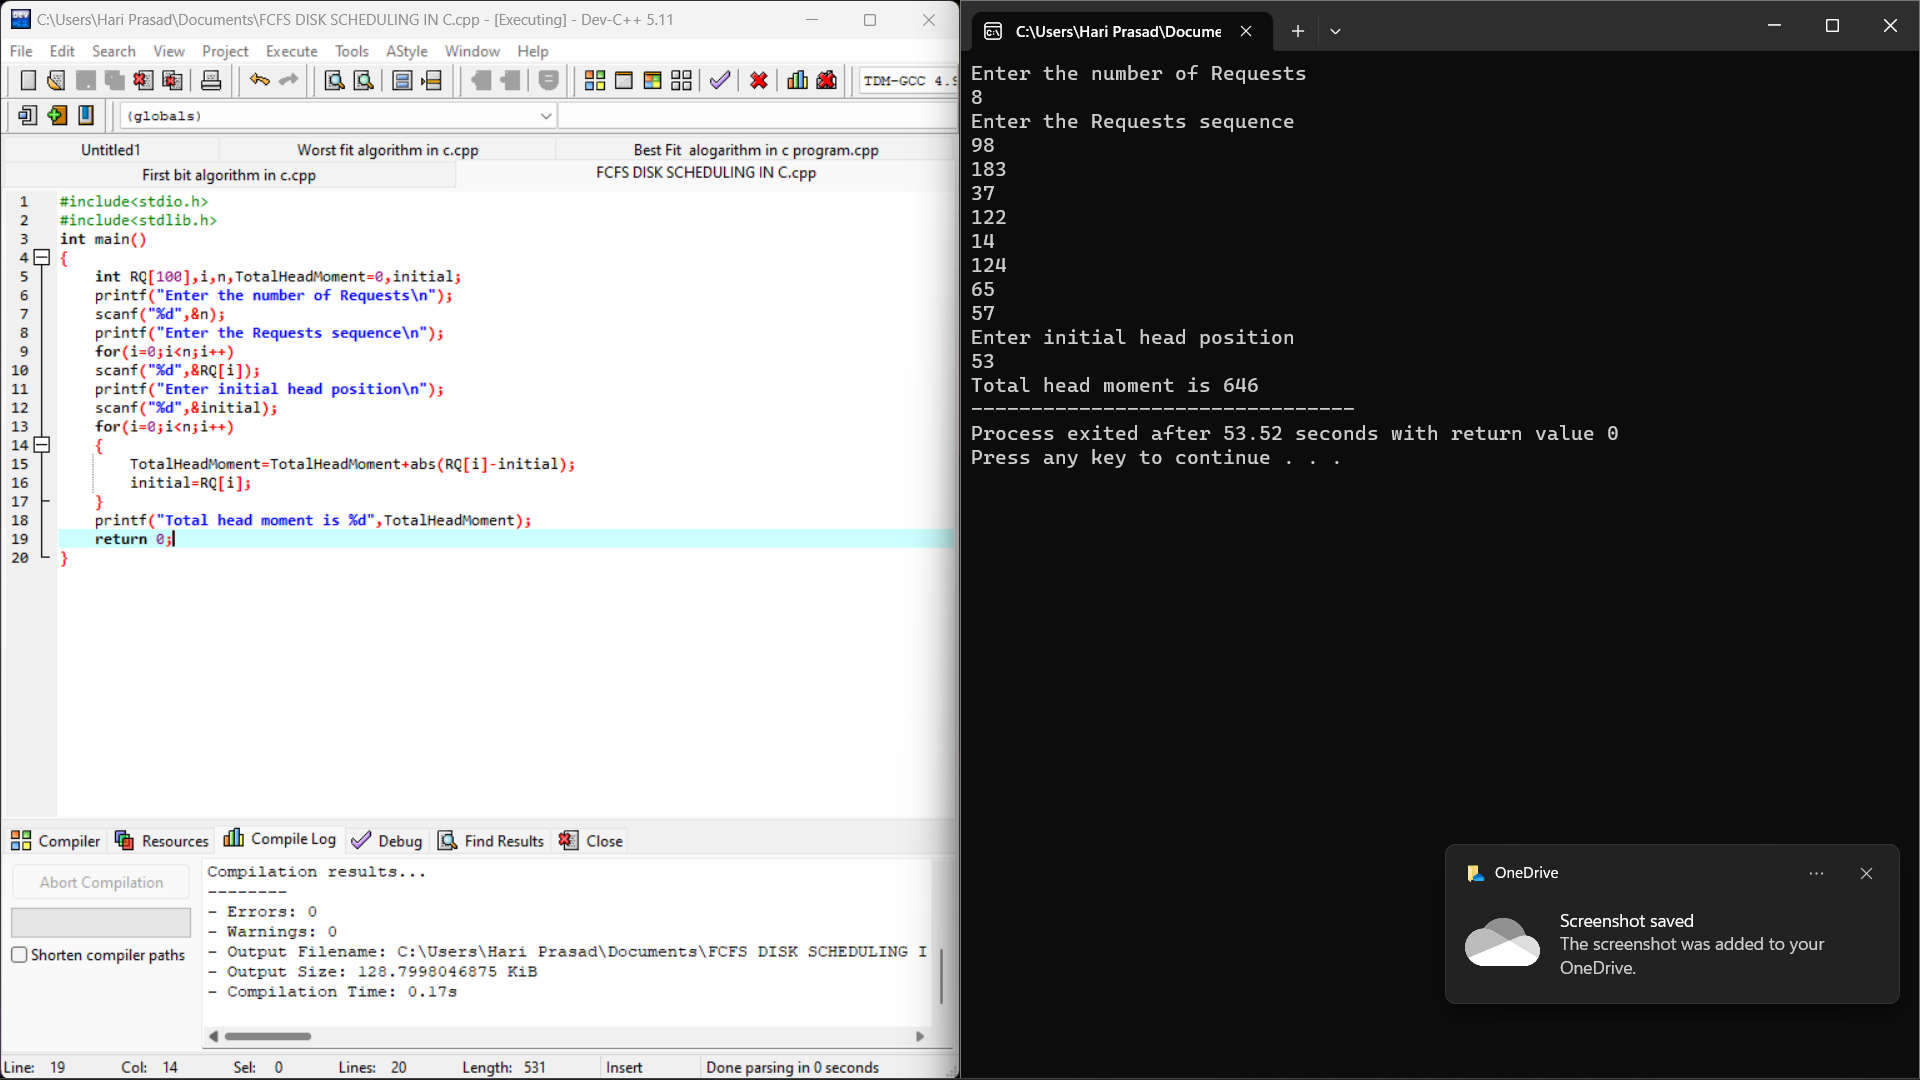 C:\Users\Hari Prasad\Documents\FCFS DISK SCHEDULING IN C.cpp - [Executing] - Dev-C++ 5.11
File Edit Search View Project Execute Tools AStyle Window Help
TDM-GCC 4.9
(globals)
Untitled1 Worst fit algorithm in c.cpp Best Fit alogarithm in c program.cpp
First bit algorithm in c.cpp FCFS DISK SCHEDULING IN C.cpp
1 #include<stdio.h>
2 #include<stdlib.h>
3 int main()
4 {
5 int RQ[100],i,n,TotalHeadMoment=0,initial;
6 printf("Enter the number of Requests\n");
7 scanf("%d",&n);
8 printf("Enter the Requests sequence\n");
9 for(i=0;i<n;i++)
10 scanf("%d",&RQ[i]);
11 printf("Enter initial head position\n");
12 scanf("%d",&initial);
13 for(i=0;i<n;i++)
14 {
15 TotalHeadMoment=TotalHeadMoment+abs(RQ[i]-initial);
16 initial=RQ[i];
17 }
18 printf("Total head moment is %d",TotalHeadMoment);
19 return 0;
20 }
Compiler Resources Compile Log Debug Find Results Close
Abort Compilation
Shorten compiler paths
Compilation results...
--------
- Errors: 0
- Warnings: 0
- Output Filename: C:\Users\Hari Prasad\Documents\FCFS DISK SCHEDULING I
- Output Size: 128.7998046875 KiB
- Compilation Time: 0.17s
Line: 19 Col: 14 Sel: 0 Lines: 20 Length: 531 Insert Done parsing in 0 seconds
C:\Users\Hari Prasad\Docume
Enter the number of Requests
8
Enter the Requests sequence
98
183
37
122
14
124
65
57
Enter initial head position
53
Total head moment is 646
--------------------------------
Process exited after 53.52 seconds with return value 0
Press any key to continue . . .
OneDrive
Screenshot saved
The screenshot was added to your
OneDrive.